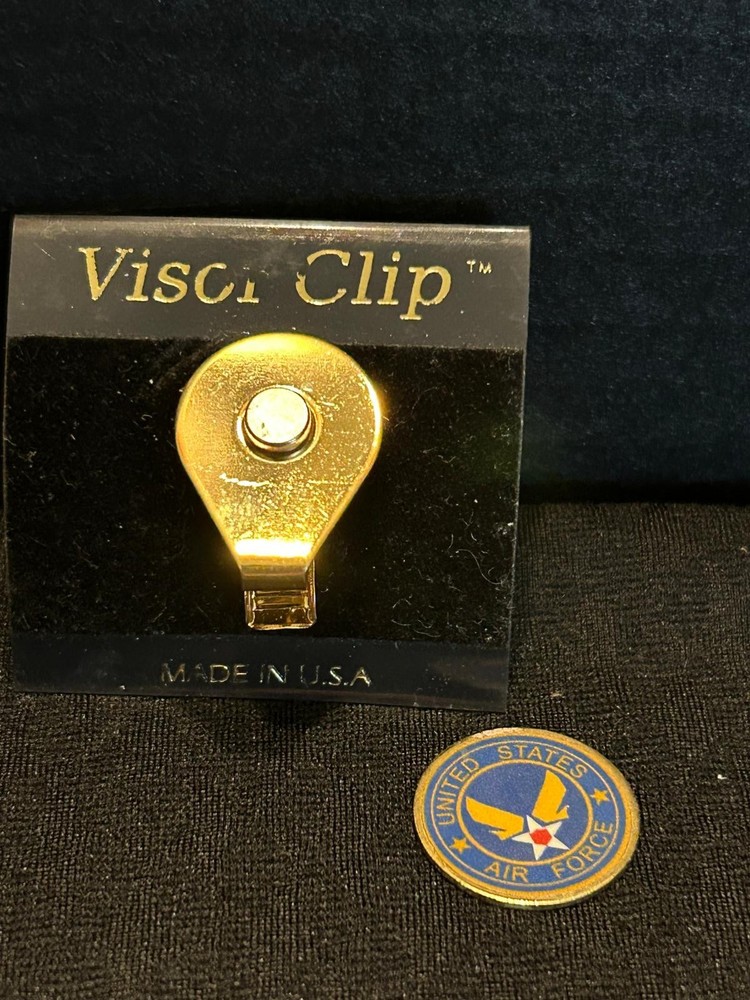 Visor Clip™
MADE IN U.S.A
UNITED STATES
AIR FORCE